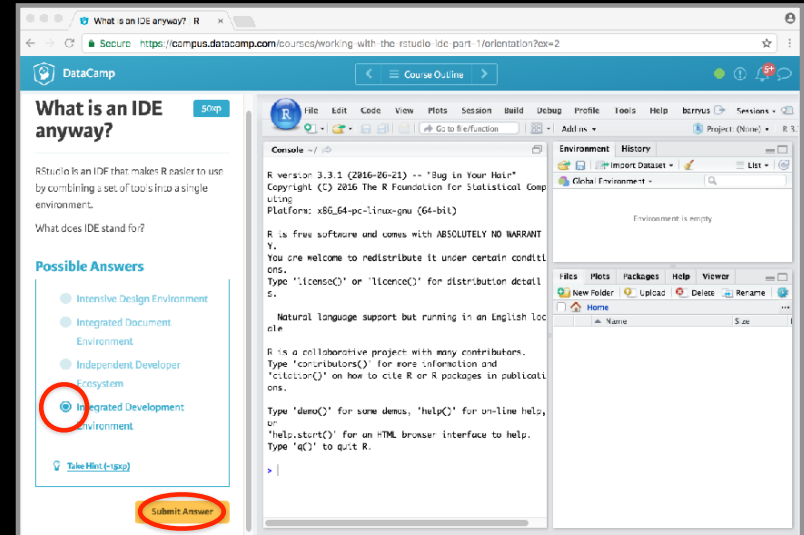 What is an IDE anyway? R
Secure https://campus.datacamp.com/courses/working-with-the-rstudio-ide-part-1/orientation?ex=2
DataCamp
Course Outline
5+
What is an IDE
anyway?
50xp
RStudio is an IDE that makes R easier to use
by combining a set of tools into a single
environment.
What does IDE stand for?
Possible Answers
Intensive Design Environment
Integrated Document
Environment
Independent Developer
Ecosystem
Integrated Development
Environment
Take Hint (-15xp)
Submit Answer
R
File Edit Code View Plots Session Build Debug Profile Tools Help barryus Sessions
Go to file/function
Addins
Project: (None)
R 3.
Console ~/
R version 3.3.1 (2016-06-21) -- "Bug in Your Hair"
Copyright (C) 2016 The R Foundation for Statistical Comp
uting
Platform: x86_64-pc-linux-gnu (64-bit)
R is free software and comes with ABSOLUTELY NO WARRANT
Y.
You are welcome to redistribute it under certain conditi
ons.
Type 'license()' or 'licence()' for distribution detail
s.
Natural language support but running in an English loc
ale
R is a collaborative project with many contributors.
Type 'contributors()' for more information and
'citation()' on how to cite R or R packages in publicati
ons.
Type 'demo()' for some demos, 'help()' for on-line help,
or
'help.start()' for an HTML browser interface to help.
Type 'q()' to quit R.
>
Environment History
Import Dataset
List
Global Environment
Environment is empty
Files Plots Packages Help Viewer
New Folder Upload Delete Rename
Home
Name Size